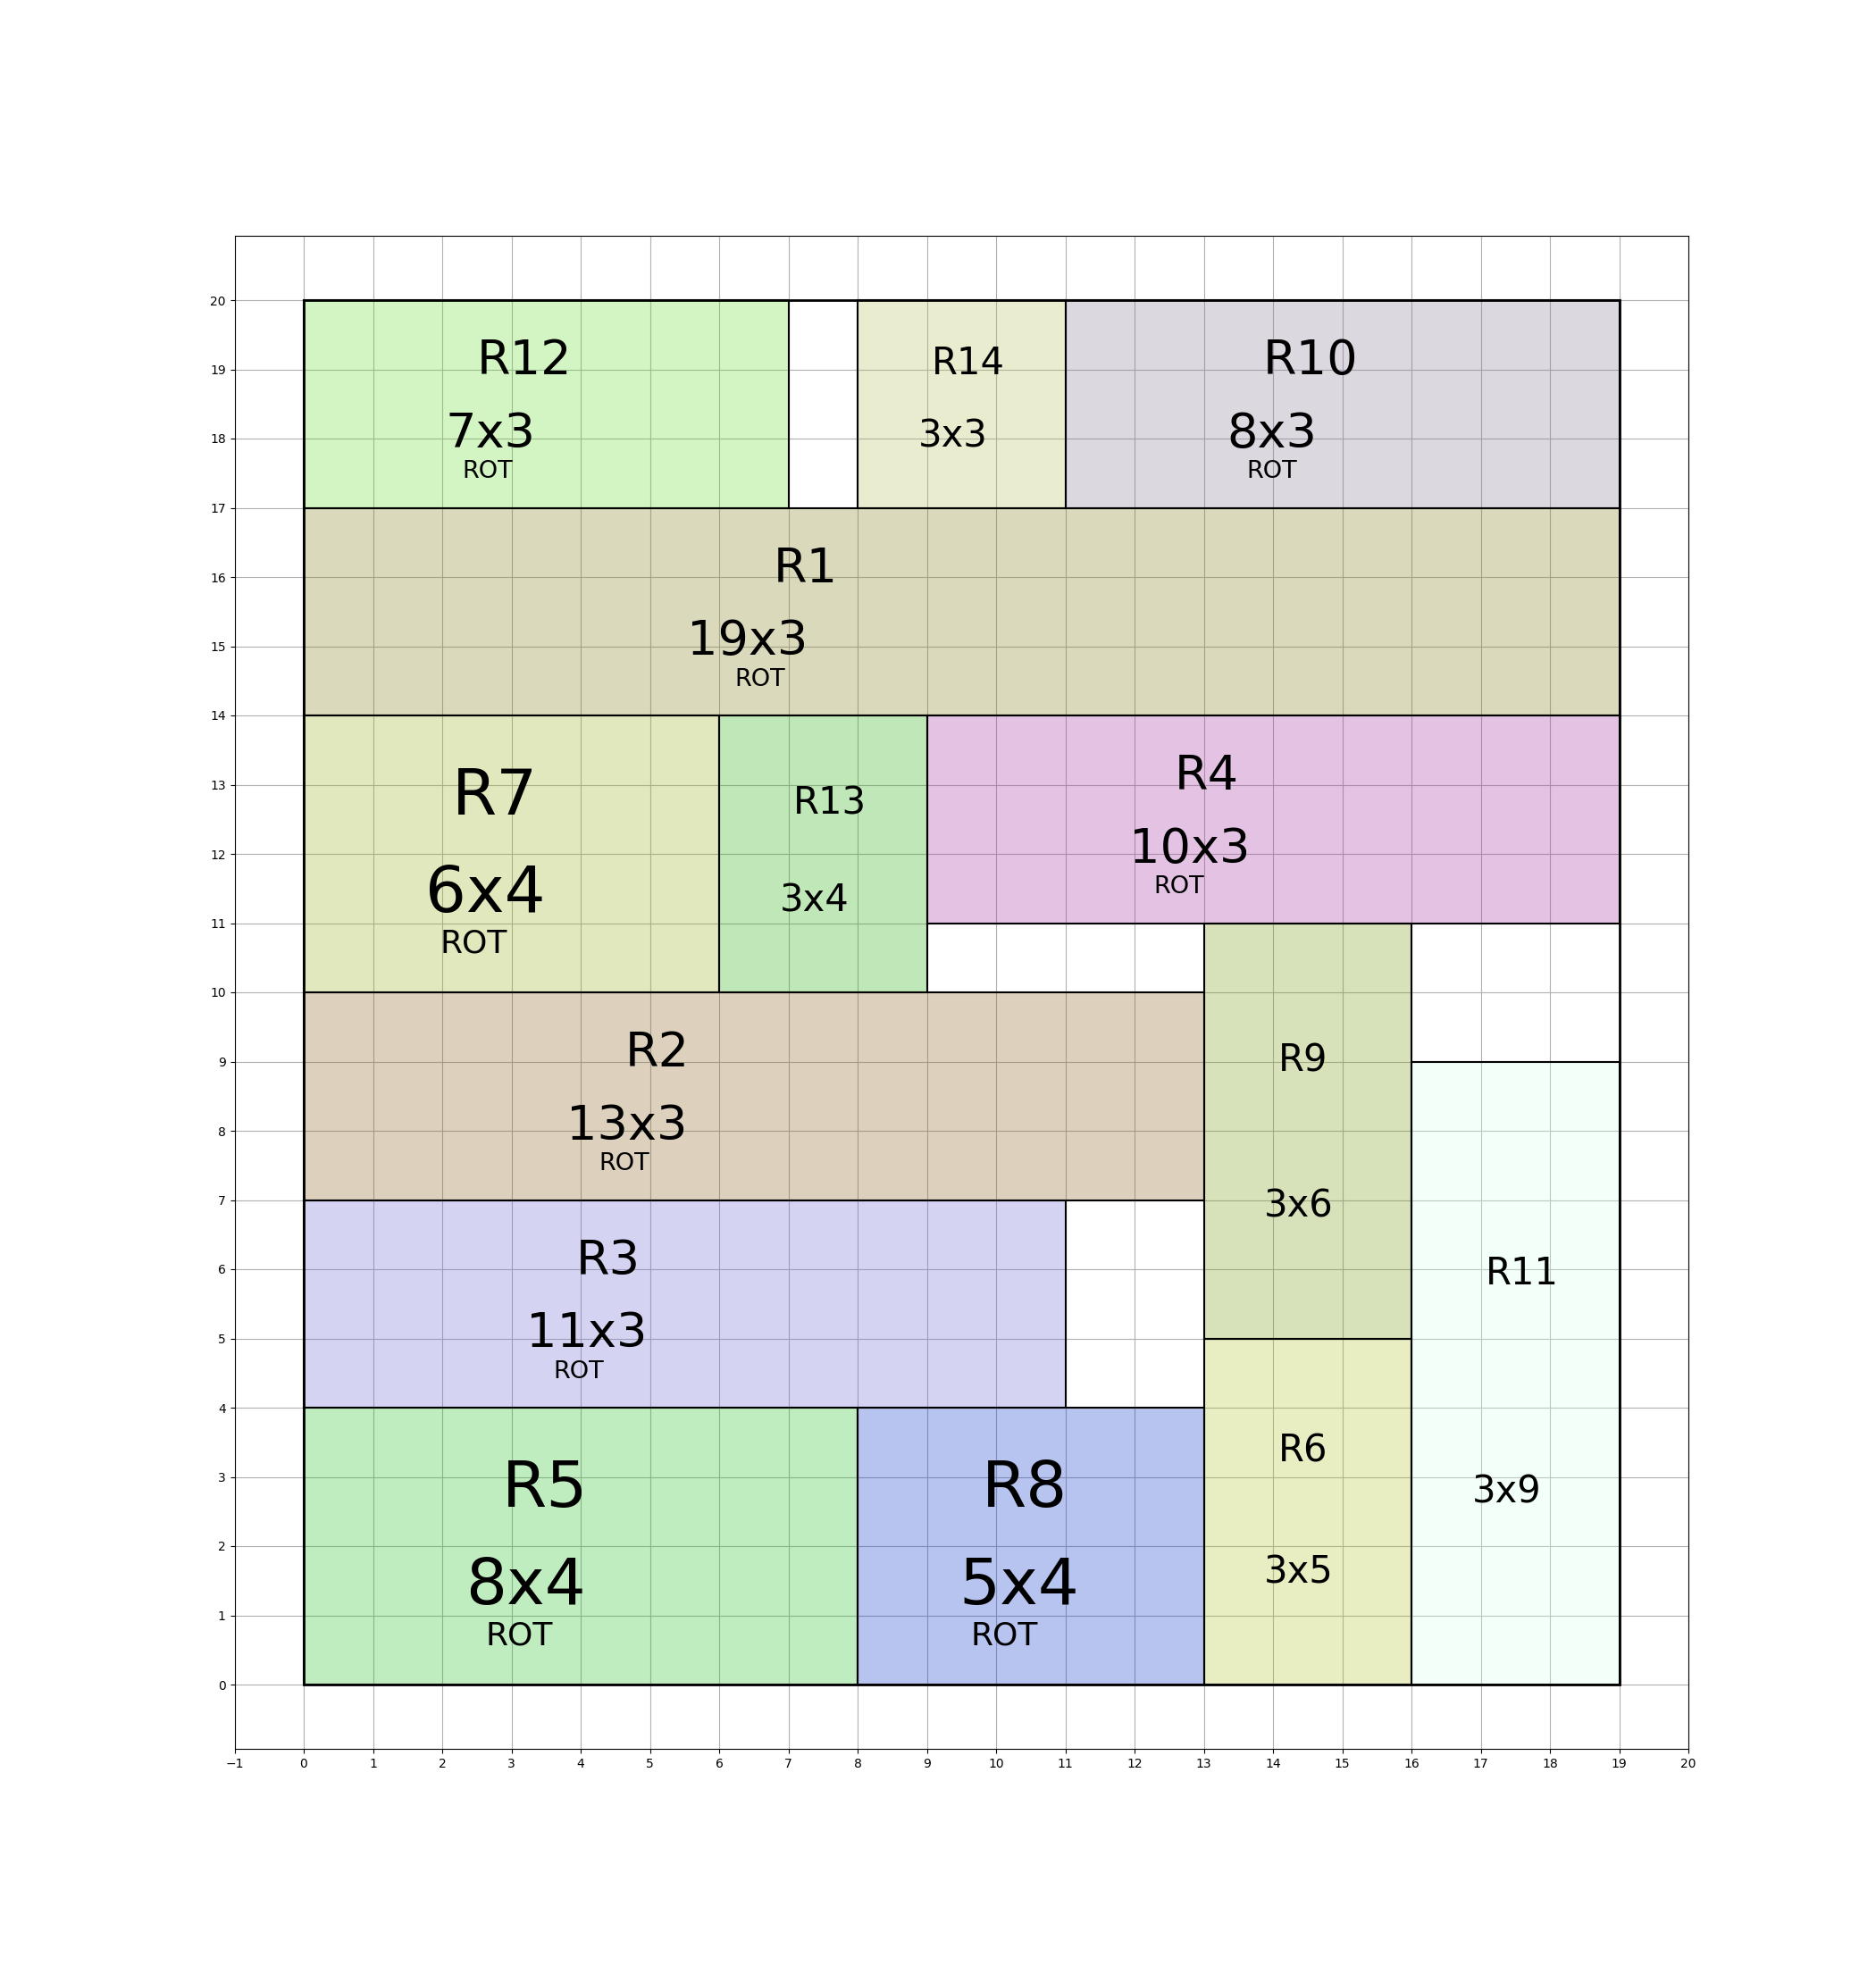 R12
7x3
ROT
R14
3x3
R10
8x3
ROT
R1
19x3
ROT
R7
6x4
ROT
R13
3x4
R4
10x3
ROT
R2
13x3
ROT
R9
3x6
R3
11x3
ROT
R11
3x9
R5
8x4
ROT
R8
5x4
ROT
R6
3x5
20
19
18
17
16
15
14
13
12
11
10
9
8
7
6
5
4
3
2
1
0
−1 0 1 2 3 4 5 6 7 8 9 10 11 12 13 14 15 16 17 18 19 20